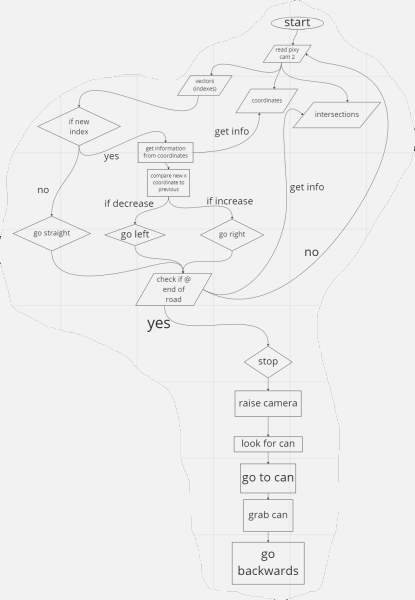 start
read pixy
cam 2
vectors
(indexes)
coordinates
intersections
if new
index
get info
yes
get information
from coordinates
compare new x
coordinate to
previous
no
get info
if decrease
if increase
go straight
go left
go right
no
check if @
end of
road
yes
stop
raise camera
look for can
go to can
grab can
go
backwards